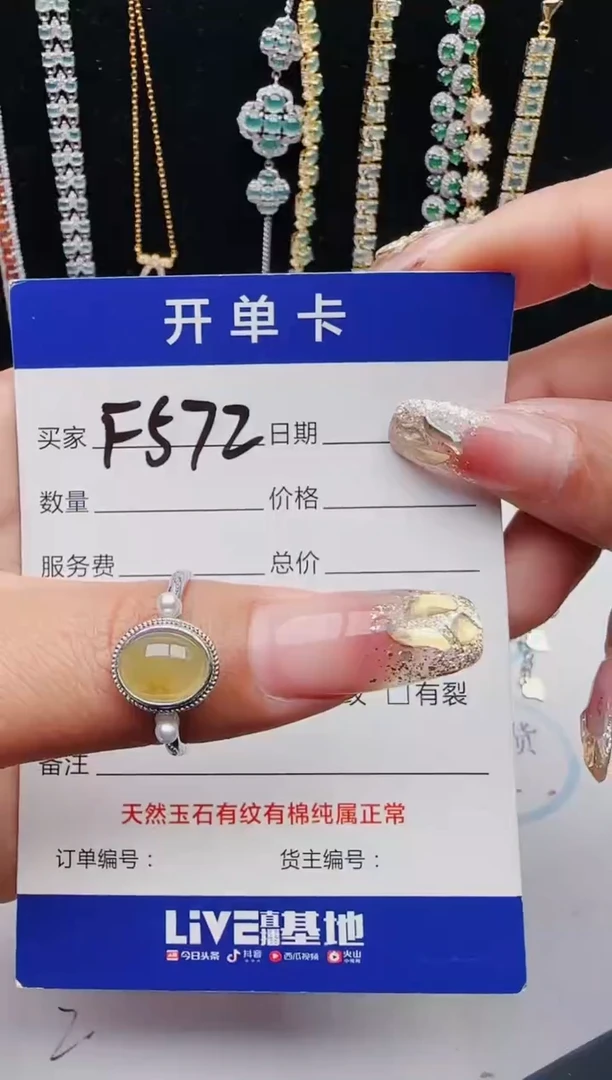 开单卡
买家 F572 日期
数量 价格
服务费 总价
纹 □有裂
备注
天然玉石有纹有棉纯属正常
订单编号： 货主编号：
LiVE直播基地
今日头条 抖音 西瓜视频 火山
货